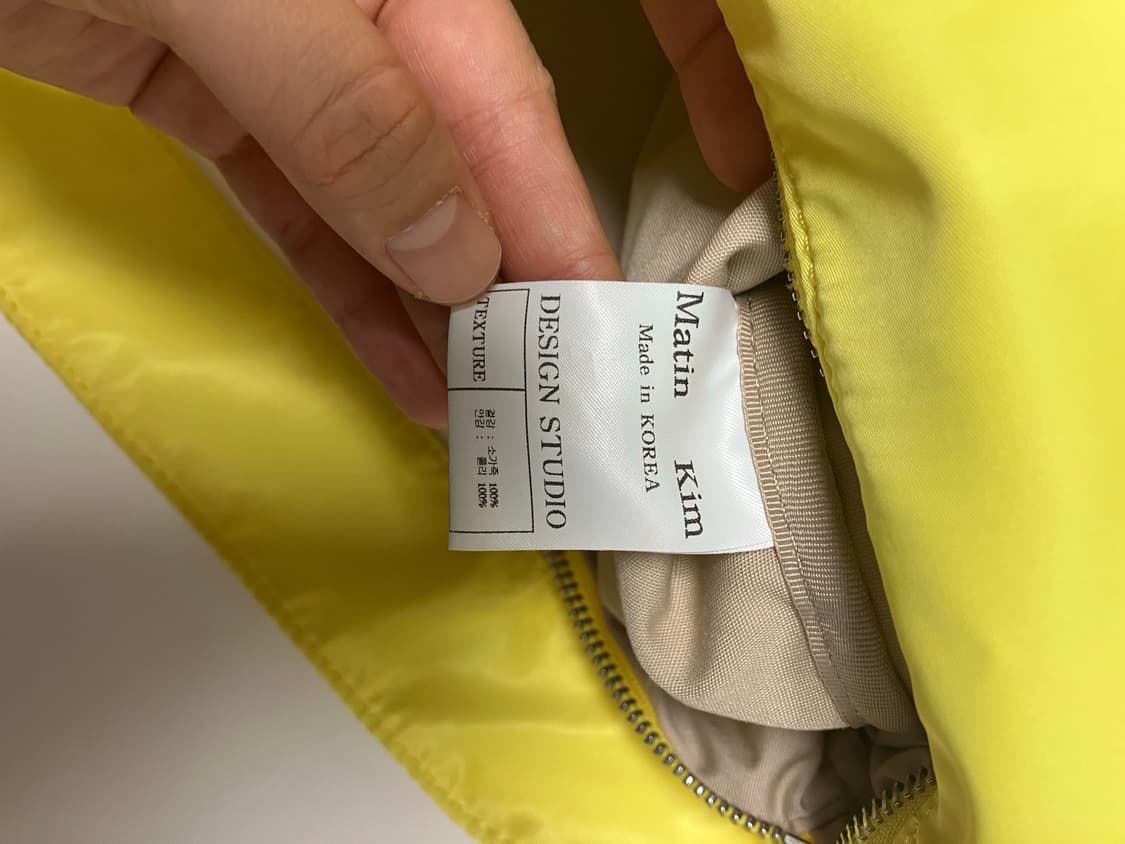 Matin Kim
Made in KOREA
DESIGN STUDIO
TEXTURE
겉감 : 소가죽 100%
안감 : 폴리 100%